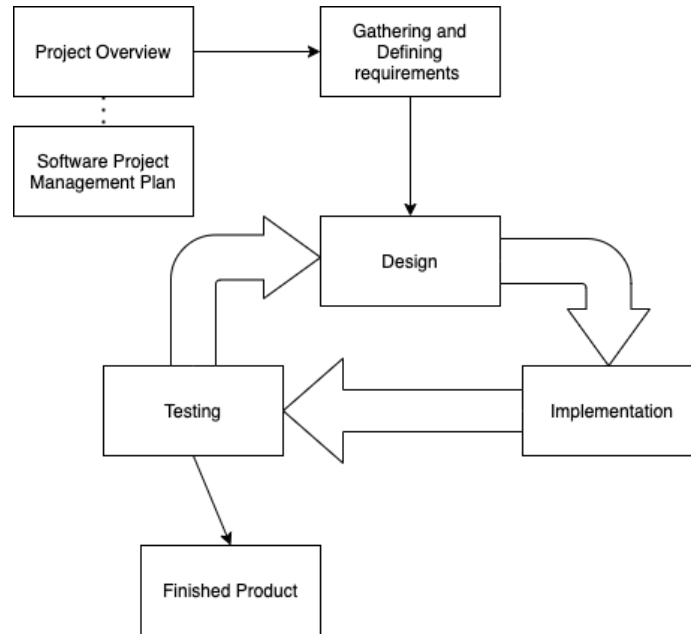 Project Overview
Gathering and
Defining
requirements
Software Project
Management Plan
Design
Testing
Implementation
Finished Product